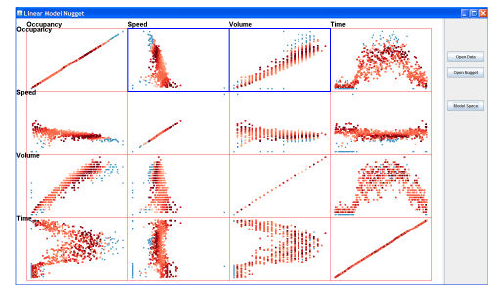 Linear Model Nugget
Occupancy Speed Volume Time
Occupancy
Speed
Volume
Time
Open Data
Open Nugget
Model Space